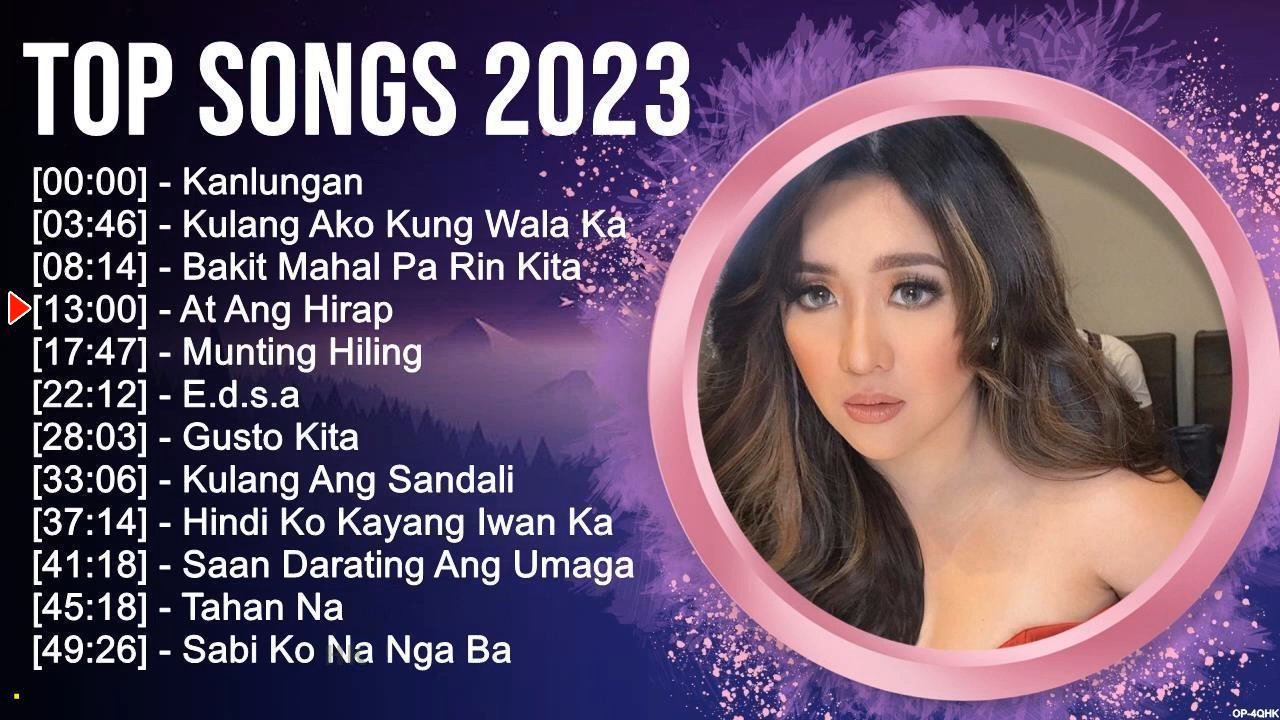 TOP SONGS 2023
[00:00] - Kanlungan
[03:46] - Kulang Ako Kung Wala Ka
[08:14] - Bakit Mahal Pa Rin Kita
[13:00] - At Ang Hirap
[17:47] - Munting Hiling
[22:12] - E.d.s.a
[28:03] - Gusto Kita
[33:06] - Kulang Ang Sandali
[37:14] - Hindi Ko Kayang Iwan Ka
[41:18] - Saan Darating Ang Umaga
[45:18] - Tahan Na
[49:26] - Sabi Ko Na Nga Ba
OP-4QHK